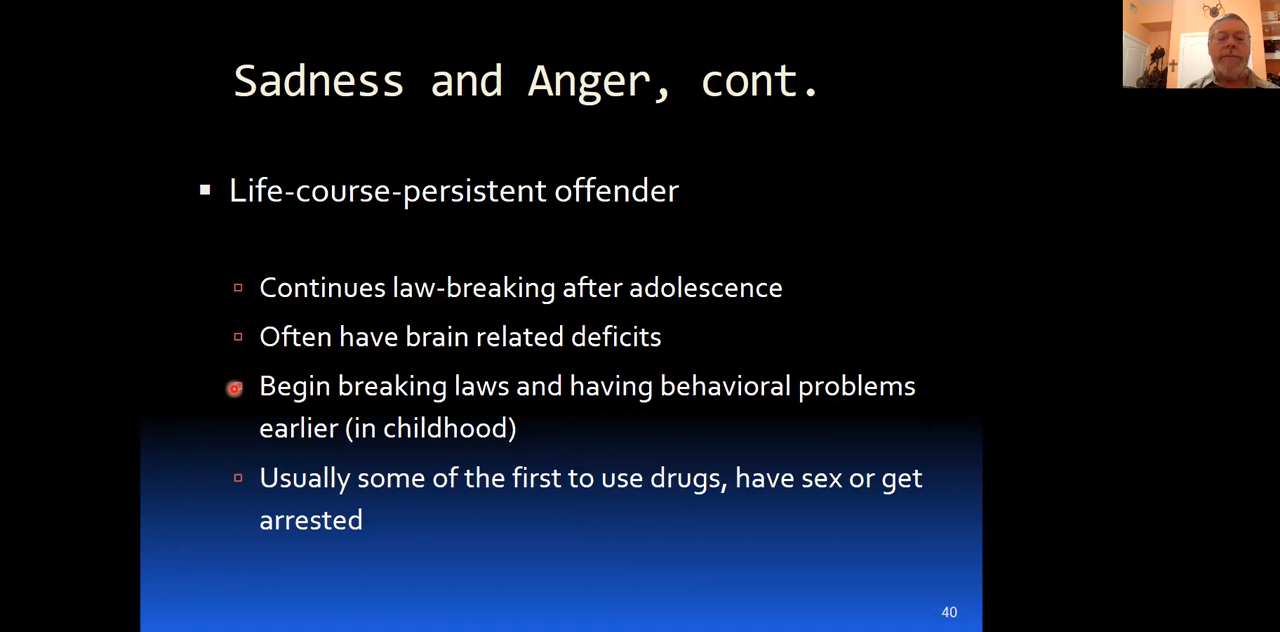 Sadness and Anger, cont.
Life-course-persistent offender
Continues law-breaking after adolescence
Often have brain related deficits
Begin breaking laws and having behavioral problems
earlier (in childhood)
Usually some of the first to use drugs, have sex or get
arrested
40